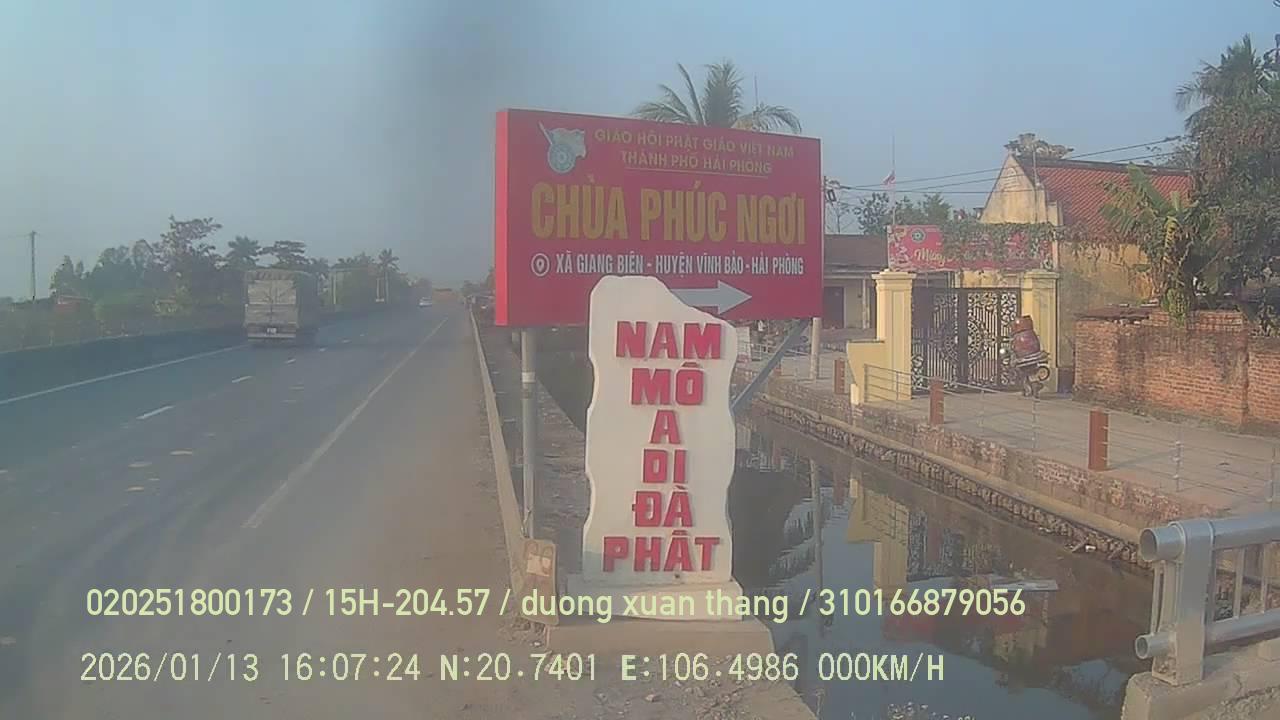 GIÁO HỘI PHẬT GIÁO VIỆT NAM
THÀNH PHỐ HẢI PHÒNG
CHÙA PHÚC NGƠI
XÃ GIANG BIÊN - HUYỆN VĨNH BẢO - HẢI PHÒNG
NAM
MÔ
A
DI
ĐÀ
PHẬT
Mừng
020251800173 / 15H-204.57 / duong xuan thang / 310166879056
2026/01/13 16:07:24 N:20.7401 E:106.4986 000KM/H